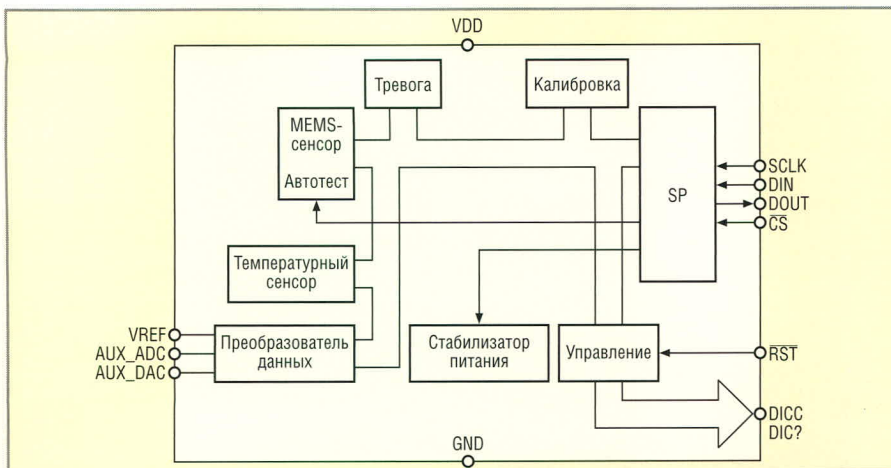 VDD
Тревога
Калибровка
MEMS-
сенсор
Автотест
SP
SCLK
DIN
DOUT
CS
Температурный
сенсор
VREF
AUX_ADC
AUX_DAC
Преобразователь
данных
Стабилизатор
питания
Управление
RST
DICC
DIC?
GND